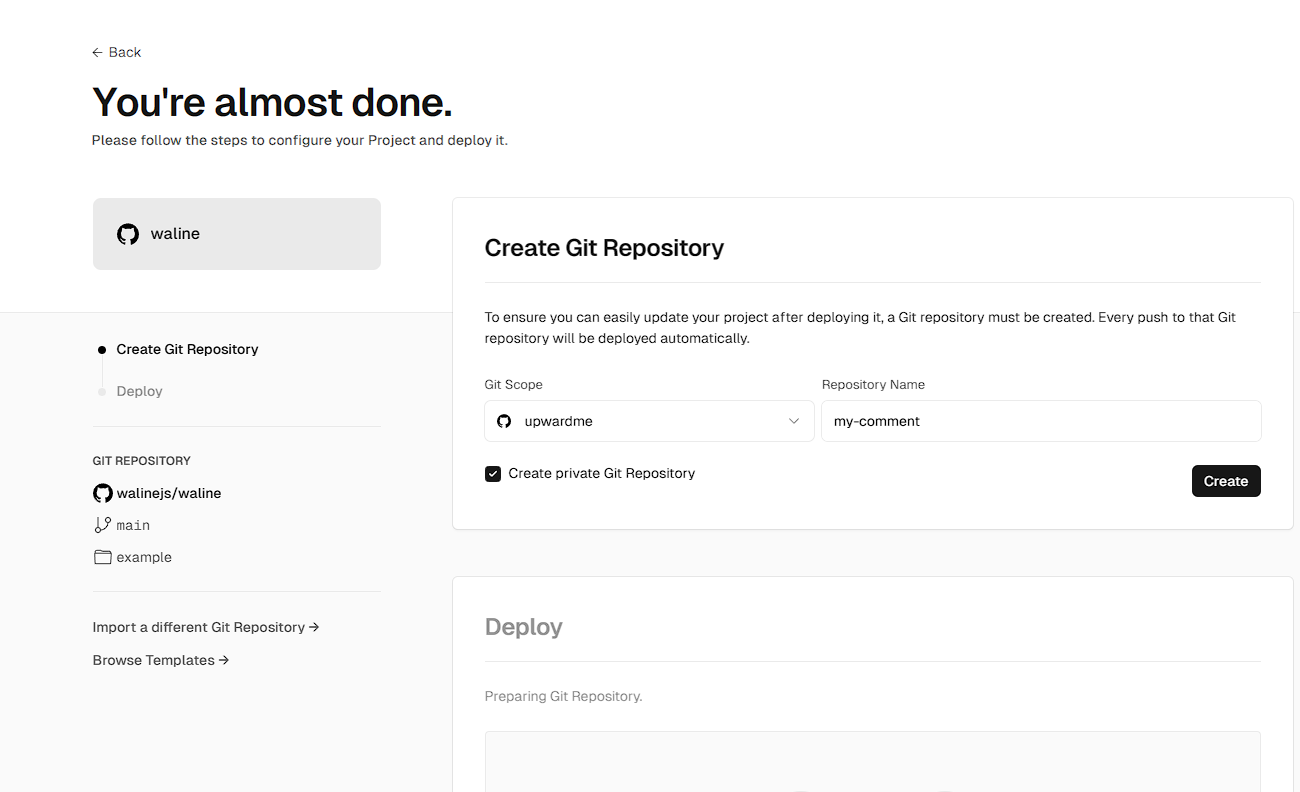 ← Back
You're almost done.
Please follow the steps to configure your Project and deploy it.
waline
Create Git Repository
Deploy
GIT REPOSITORY
walinejs/waline
main
example
Import a different Git Repository →
Browse Templates →
Create Git Repository
To ensure you can easily update your project after deploying it, a Git repository must be created. Every push to that Git
repository will be deployed automatically.
Git Scope
Repository Name
upwardme
my-comment
Create private Git Repository
Create
Deploy
Preparing Git Repository.